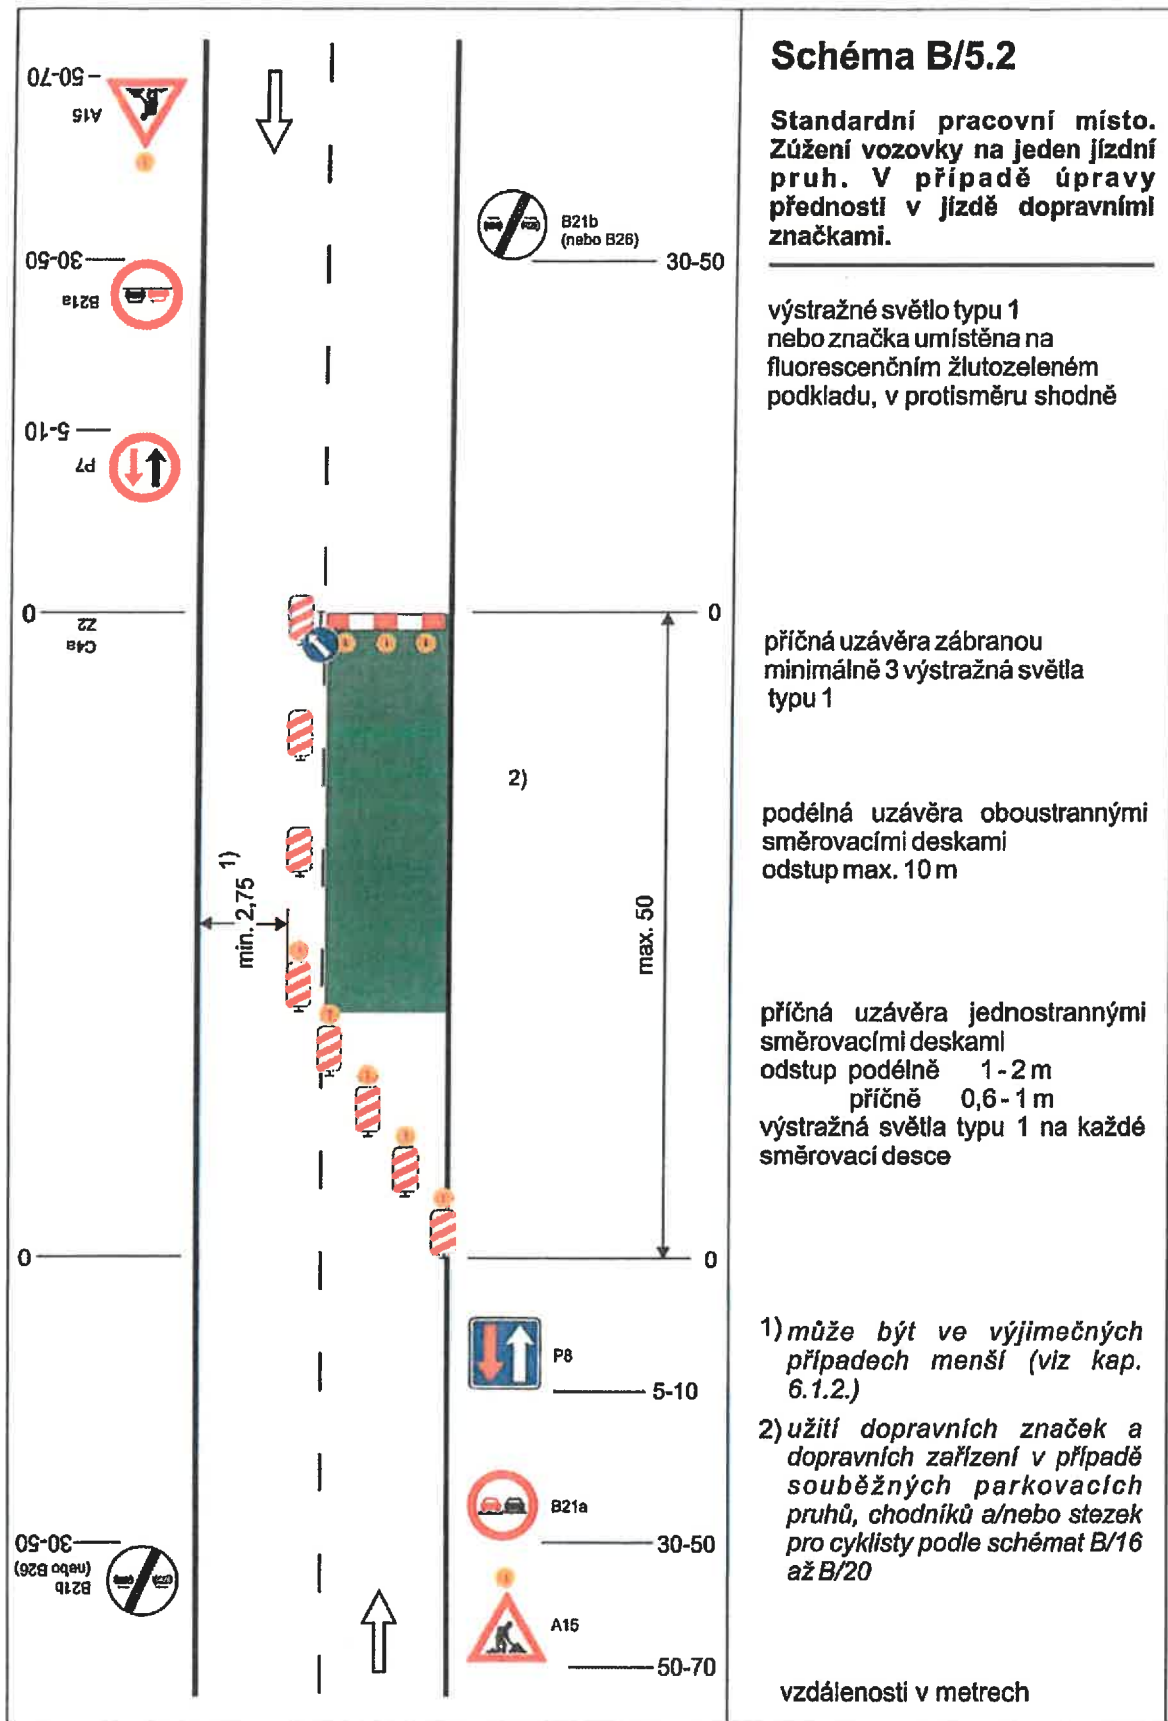 Schéma B/5.2
Standardní pracovní místo.
Zúžení vozovky na jeden jízdní
pruh. V případě úpravy
přednosti v jízdě dopravními
značkami.
výstražné světlo typu 1
nebo značka umístěna na
fluorescenčním žlutozeleném
podkladu, v protisměru shodně
příčná uzávěra zábranou
minimálně 3 výstražná světla
typu 1
podélná uzávěra oboustrannými
směrovacími deskami
odstup max. 10 m
příčná uzávěra jednostrannými
směrovacími deskami
odstup podélně 1 - 2 m
příčně 0,6 - 1 m
výstražná světla typu 1 na každé
směrovací desce
1) může být ve výjimečných
případech menší (viz kap.
6.1.2.)
2) užití dopravních značek a
dopravních zařízení v případě
souběžných parkovacích
pruhů, chodníků a/nebo stezek
pro cyklisty podle schémat B/16
až B/20
vzdálenosti v metrech
50-70
A15
30-50
B21a
5-10
P7
0
Z2
C4a
B21b
(nebo B26)
30-50
0
2)
min. 2,75 1)
max. 50
0
0
P8
5-10
B21a
30-50
A15
50-70
30-50
B21b
(nebo B26)